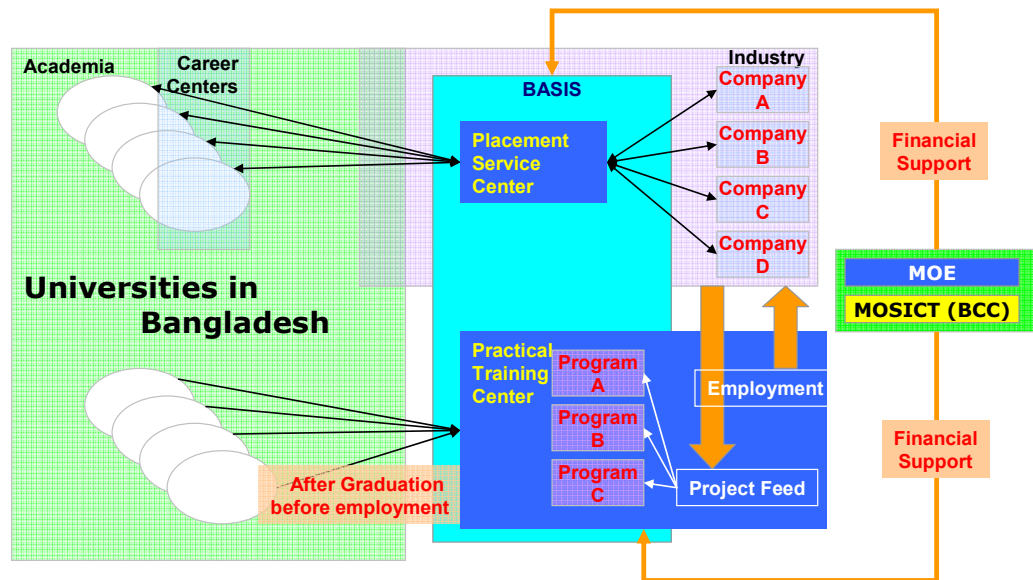 Academia
Career
Centers
BASIS
Industry
Placement
Service
Center
Company
A
Company
B
Company
C
Company
D
Financial
Support
MOE
MOSICT (BCC)
Universities in
Bangladesh
Practical
Training
Center
Program
A
Program
B
Program
C
Employment
Project Feed
After Graduation
before employment
Financial
Support